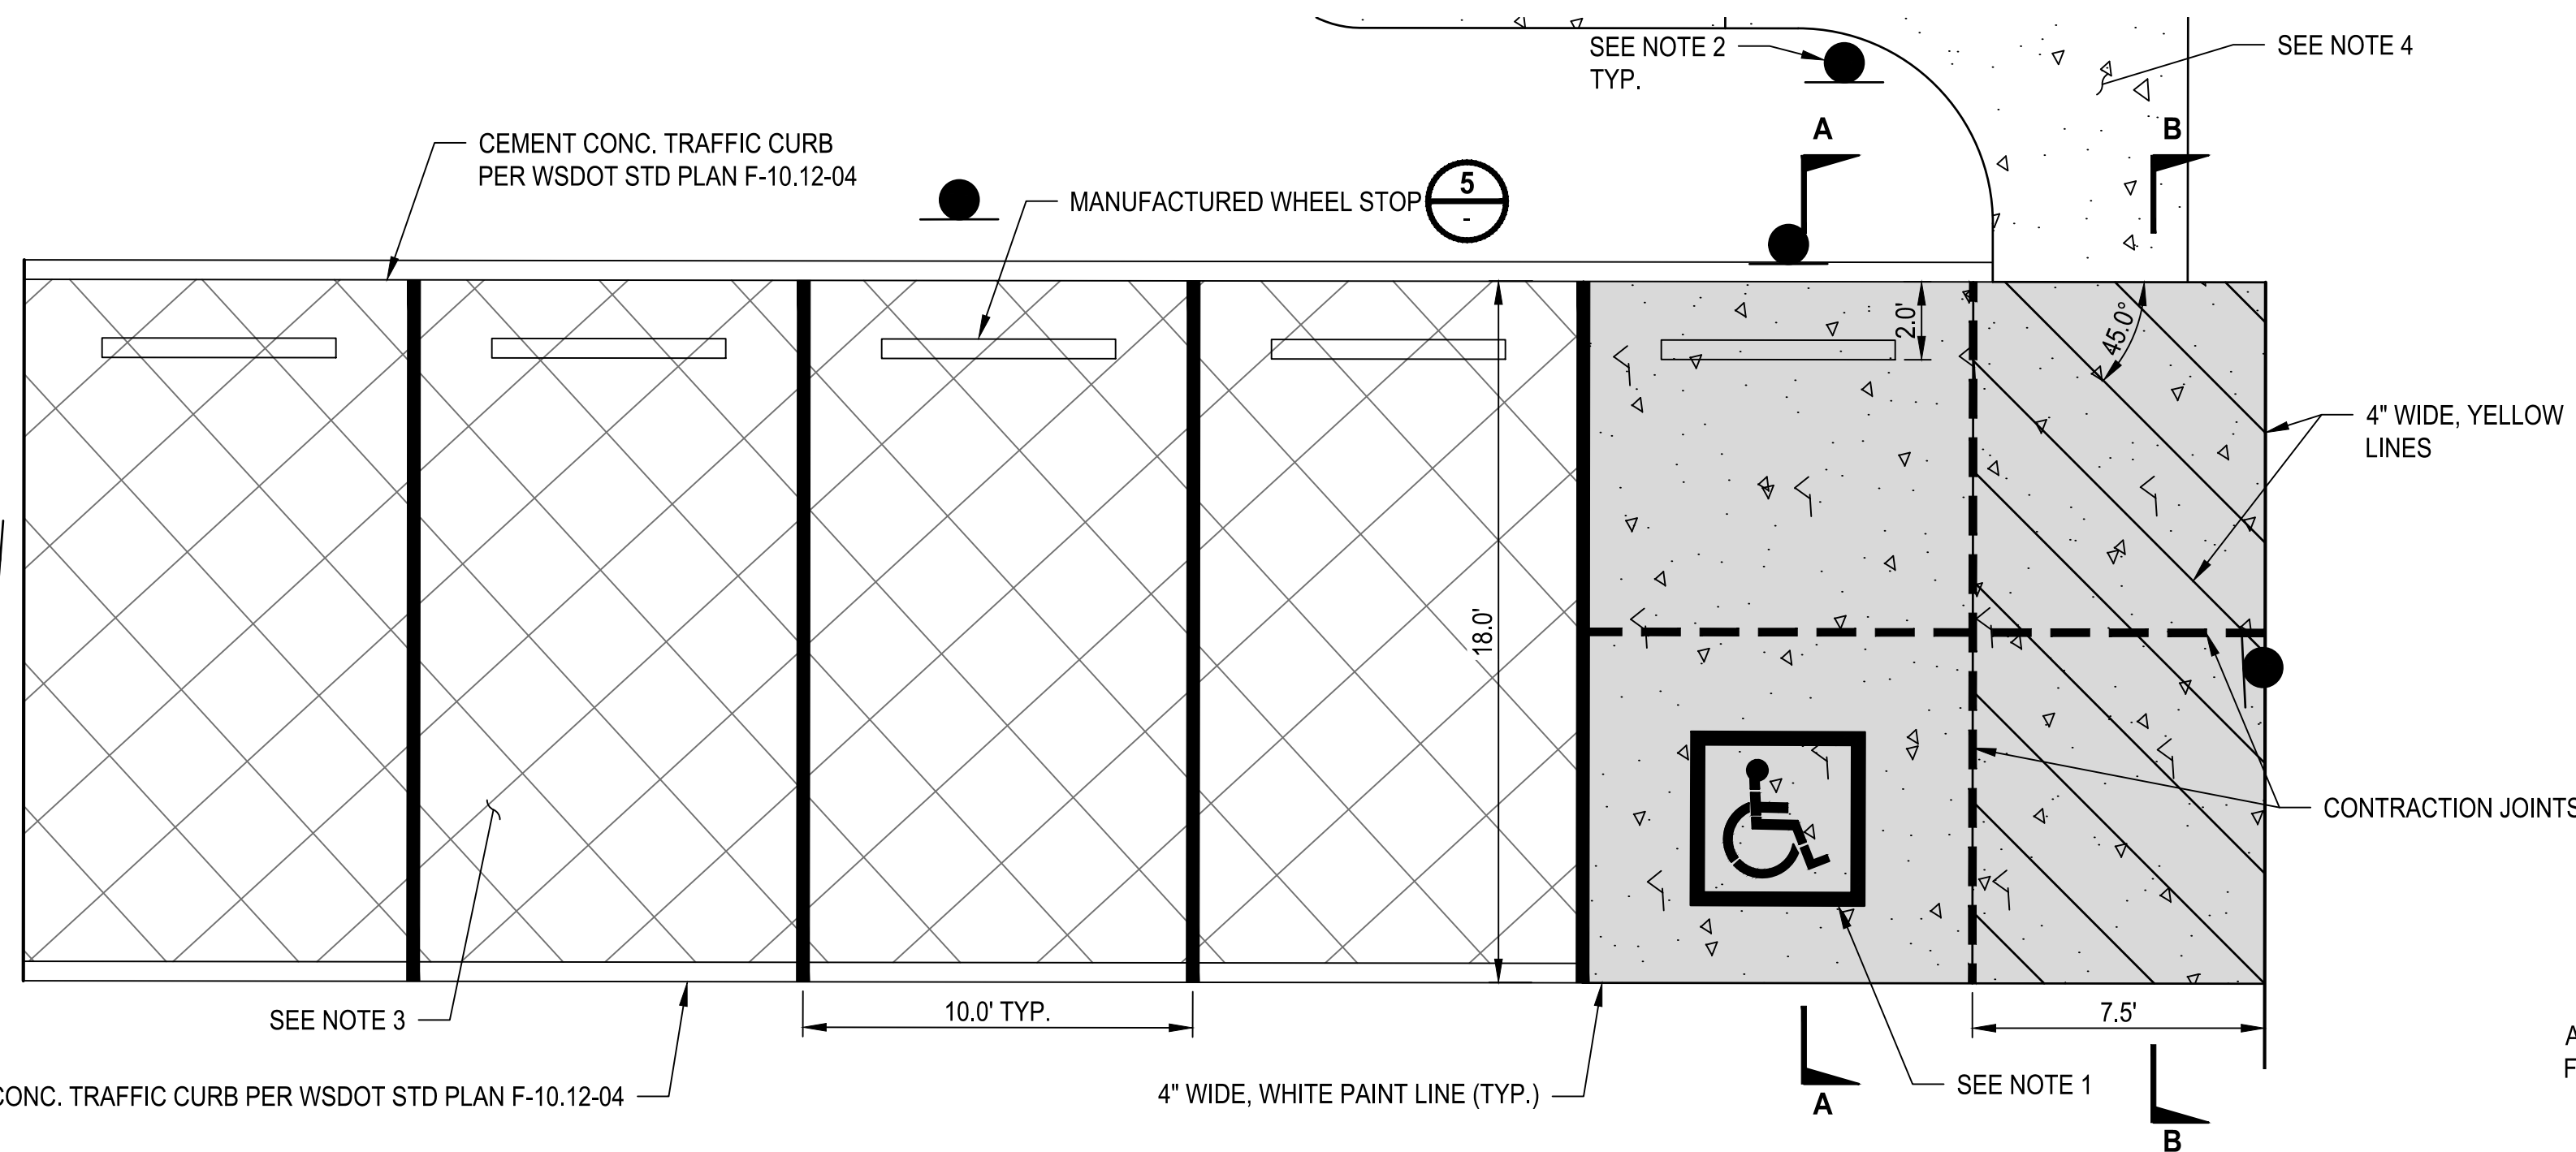 SEE NOTE 2
TYP.
SEE NOTE 4
A
B
CEMENT CONC. TRAFFIC CURB
PER WSDOT STD PLAN F-10.12-04
MANUFACTURED WHEEL STOP
5
-
2.0'
45.0°
4" WIDE, YELLOW
LINES
18.0'
CONTRACTION JOINTS
SEE NOTE 3
10.0' TYP.
7.5'
CONC. TRAFFIC CURB PER WSDOT STD PLAN F-10.12-04
4" WIDE, WHITE PAINT LINE (TYP.)
SEE NOTE 1
A
B
A
F